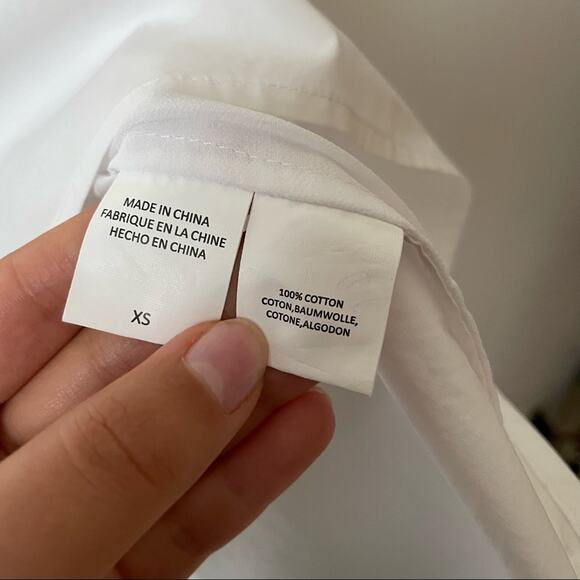 MADE IN CHINA
FABRIQUE EN LA CHINE
HECHO EN CHINA
XS
100% COTTON
COTON,BAUMWOLLE,
COTONE,ALGODON